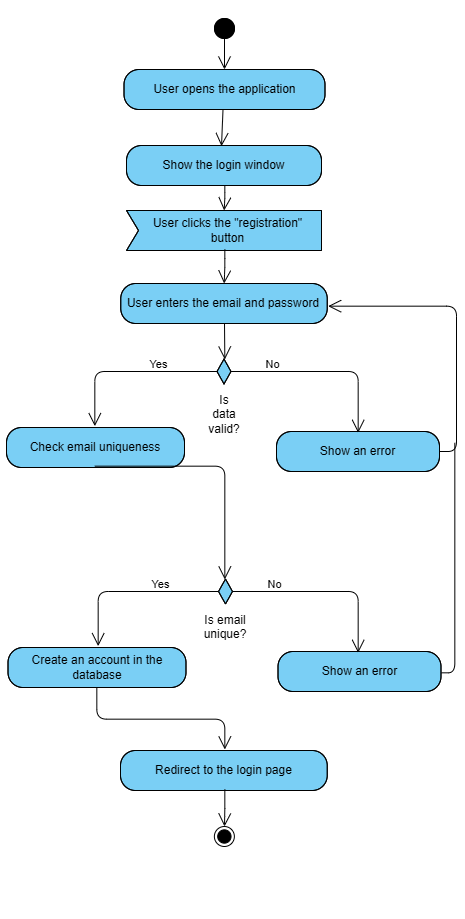 User opens the application
Show the login window
User clicks the "registration"
button
User enters the email and password
Yes
No
Is
data
valid?
Check email uniqueness
Show an error
Yes
No
Is email
unique?
Create an account in the
database
Show an error
Redirect to the login page